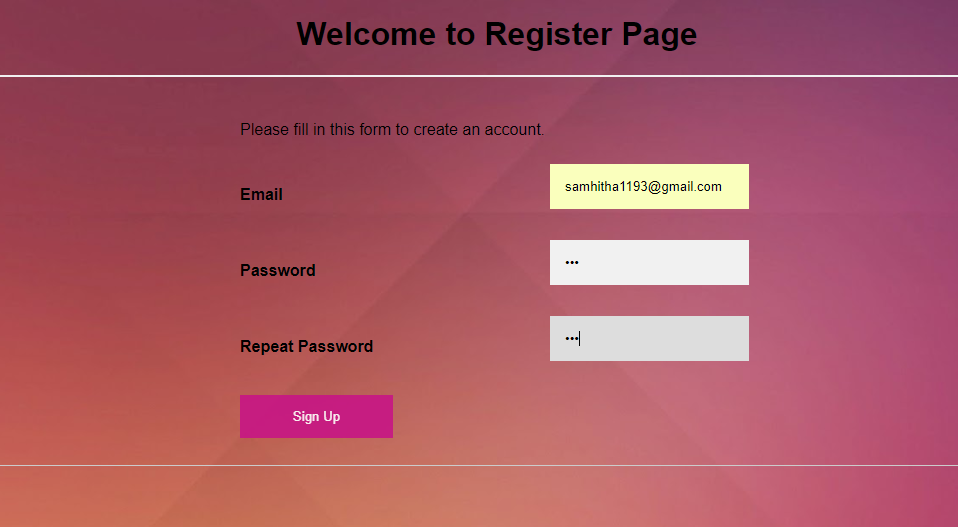 Welcome to Register Page
Please fill in this form to create an account.
Email samhitha1193@gmail.com
Password •••
Repeat Password •••
Sign Up